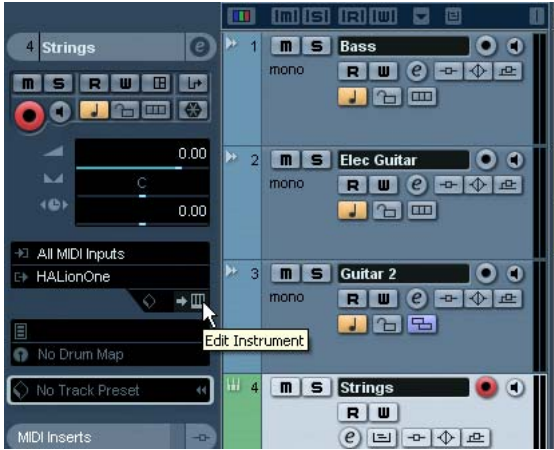 [m] [S] [R] [W]
4 Strings e
m S R W
0.00
C
0.00
All MIDI Inputs
HALionOne
Edit Instrument
No Drum Map
No Track Preset
MIDI Inserts
1 m S Bass
mono R W e
2 m S Elec Guitar
mono R W e
3 m S Guitar 2
mono R W e
4 m S Strings
R W
e